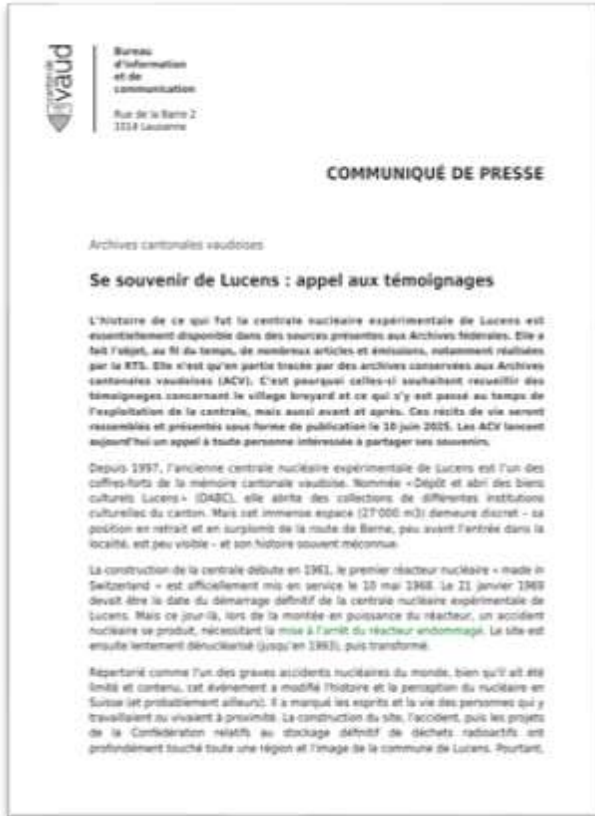 canton de
vaud
Bureau
d'information
et de
communication
Rue de la Barre 2
1014 Lausanne
COMMUNIQUÉ DE PRESSE
Archives cantonales vaudoises
Se souvenir de Lucens : appel aux témoignages
L'histoire de ce qui fut la centrale nucléaire expérimentale de Lucens est
essentiellement disponible dans des sources présentes aux Archives fédérales. Elle a
fait l'objet, au fil du temps, de nombreux articles et émissions, notamment réalisées
par la RTS. Elle n'est qu'en partie tracée par des archives conservées aux Archives
cantonales vaudoises (ACV). C'est pourquoi celles-ci souhaitent recueillir des
témoignages concernant le village broyard et ce qui s'y est passé au temps de
l'exploitation de la centrale, mais aussi avant et après. Ces récits de vie seront
rassemblés et présentés sous forme de publication le 10 juin 2025. Les ACV lancent
aujourd'hui un appel à toute personne intéressée à partager ses souvenirs.
Depuis 1997, l'ancienne centrale nucléaire expérimentale de Lucens est l'un des
coffres-forts de la mémoire cantonale vaudoise. Nommée « Dépôt et abri des biens
culturels Lucens » (DABC), elle abrite des collections de différentes institutions
culturelles du canton. Mais cet immense espace (27'000 m3) demeure discret – sa
position en retrait et en surplomb de la route de Berne, peu avant l'entrée dans la
localité, est peu visible – et son histoire souvent méconnue.
La construction de la centrale débute en 1961, le premier réacteur nucléaire « made in
Switzerland » est officiellement mis en service le 10 mai 1968. Le 21 janvier 1969
devait être la date du démarrage définitif de la centrale nucléaire expérimentale de
Lucens. Mais ce jour-là, lors de la montée en puissance du réacteur, un accident
nucléaire se produit, nécessitant la mise à l'arrêt du réacteur endommagé. Le site est
ensuite lentement dénucléarisé (jusqu'en 1993), puis transformé.
Répertorié comme l'un des graves accidents nucléaires du monde, bien qu'il ait été
limité et contenu, cet événement a modifié l'histoire et la perception du nucléaire en
Suisse (et probablement ailleurs). Il a marqué les esprits et la vie des personnes qui y
travaillaient ou vivaient à proximité. La construction du site, l'accident, puis les projets
de la Confédération relatifs au stockage définitif de déchets radioactifs ont
profondément touché toute une région et l'image de la commune de Lucens. Pourtant,